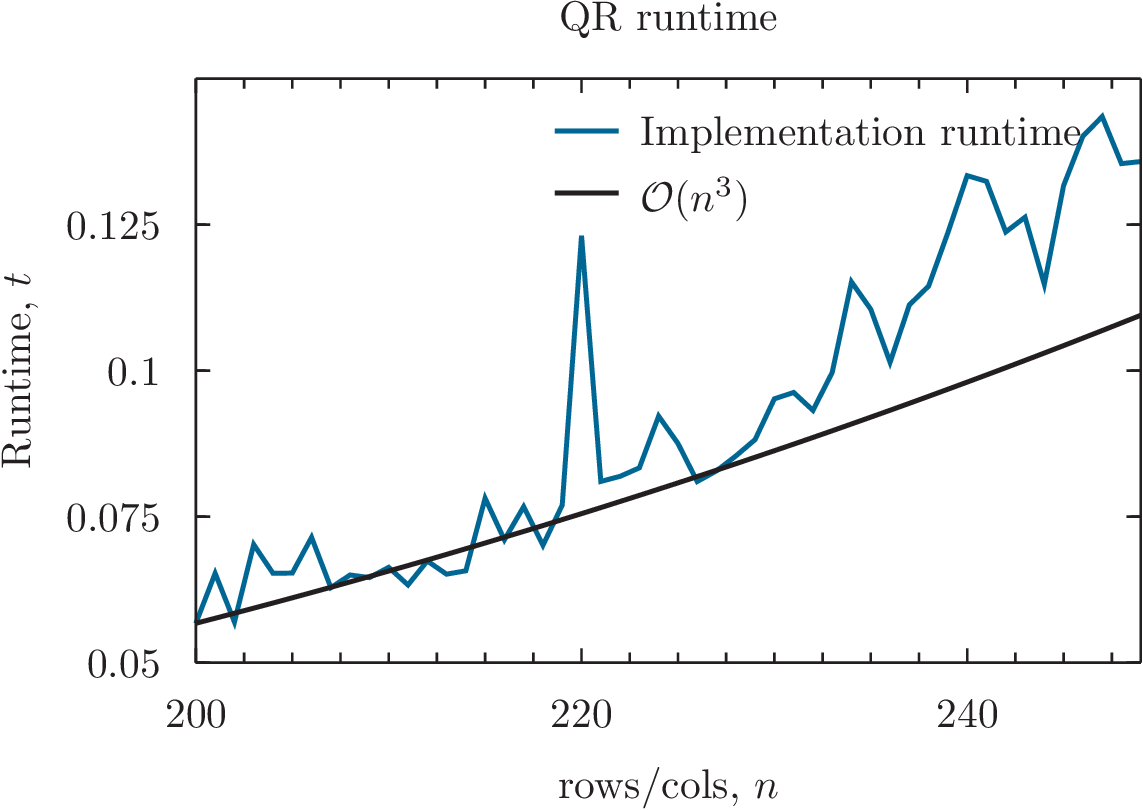 QR runtime
Implementation runtime
𝒪(n³)
0.125
0.1
0.075
0.05
Runtime, t
200 220 240
rows/cols, n